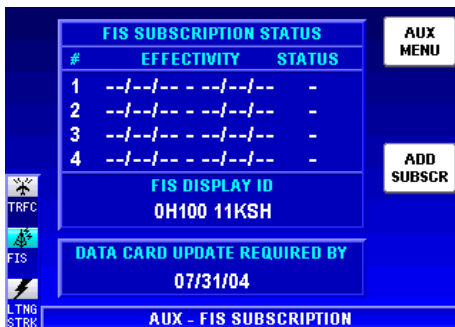 FIS SUBSCRIPTION STATUS
# EFFECTIVITY STATUS
1 --/--/-- - --/--/-- -
2 --/--/-- - --/--/-- -
3 --/--/-- - --/--/-- -
4 --/--/-- - --/--/-- -
FIS DISPLAY ID
0H100 11KSH
DATA CARD UPDATE REQUIRED BY
07/31/04
AUX
MENU
ADD
SUBSCR
TRFC
FIS
LTNG
STRK
AUX - FIS SUBSCRIPTION